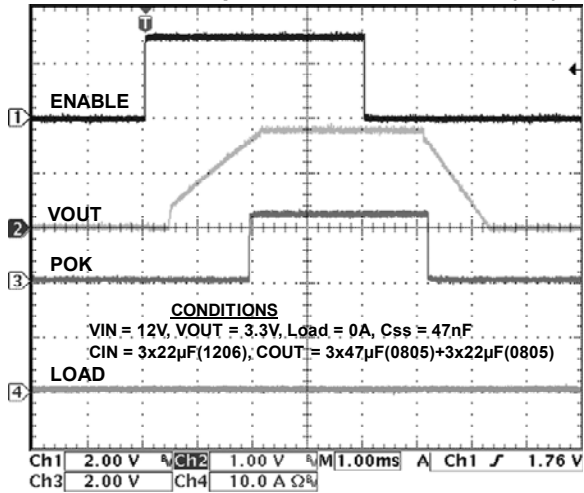 T
ENABLE
1
VOUT
2
POK
3
CONDITIONS
VIN = 12V, VOUT = 3.3V, Load = 0A, Css = 47nF
CIN = 3x22µF(1206), COUT = 3x47µF(0805)+3x22µF(0805)
LOAD
4
Ch1 2.00 V Ch2 1.00 V M 1.00ms A Ch1 1.76 V
Ch3 2.00 V Ch4 10.0 A Ω